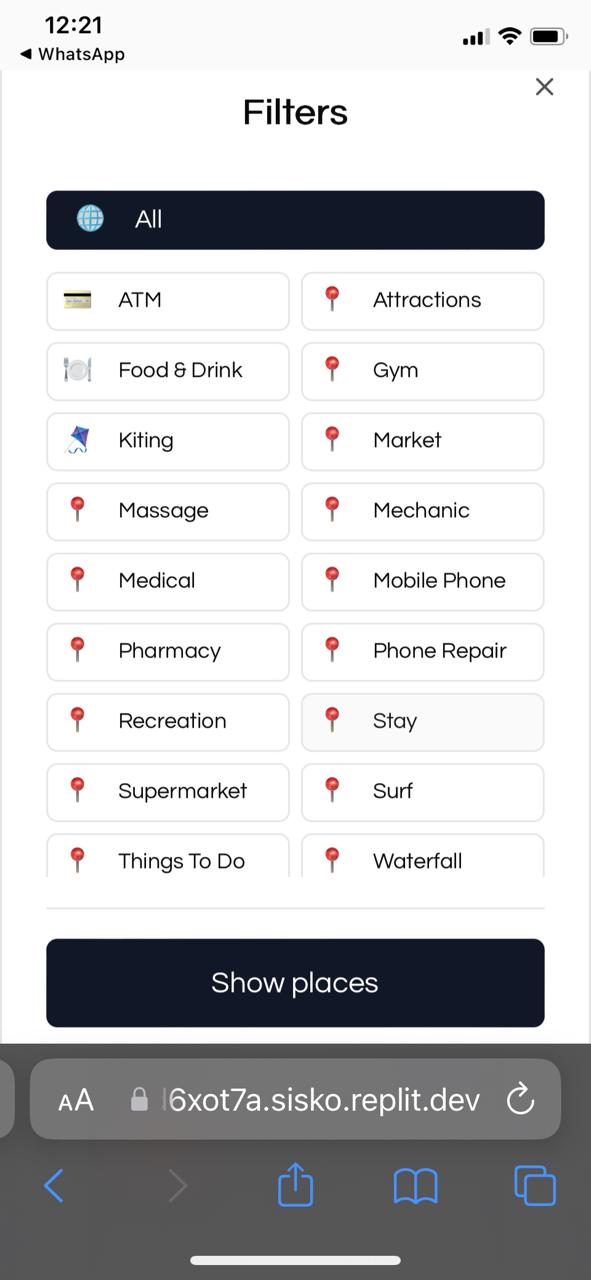 12:21
◀ WhatsApp
Filters
All
ATM
Attractions
Food & Drink
Gym
Kiting
Market
Massage
Mechanic
Medical
Mobile Phone
Pharmacy
Phone Repair
Recreation
Stay
Supermarket
Surf
Things To Do
Waterfall
Show places
AA
6xot7a.sisko.replit.dev